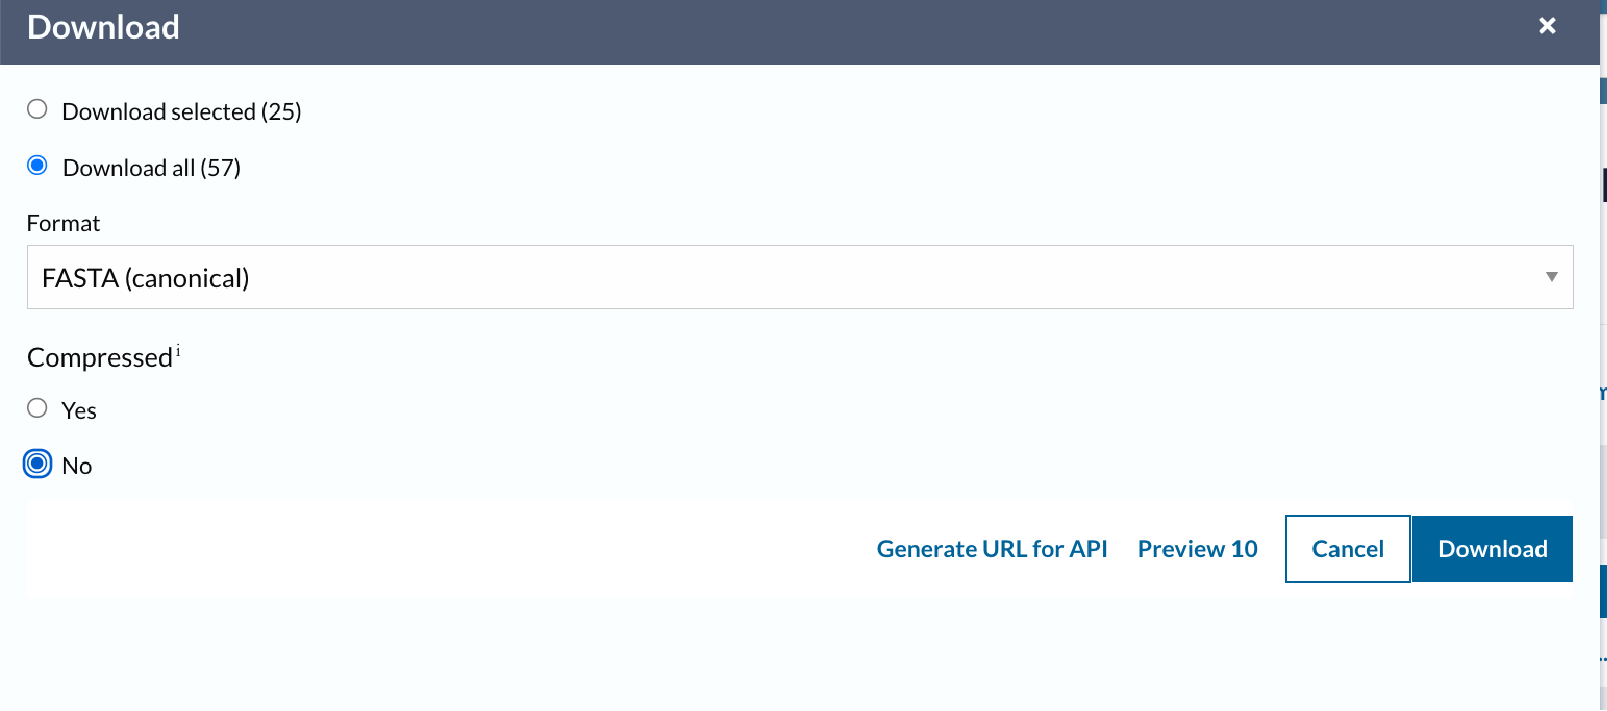 Download
Download selected (25)
Download all (57)
Format
FASTA (canonical)
Compressed i
Yes
No
Generate URL for API Preview 10 Cancel Download